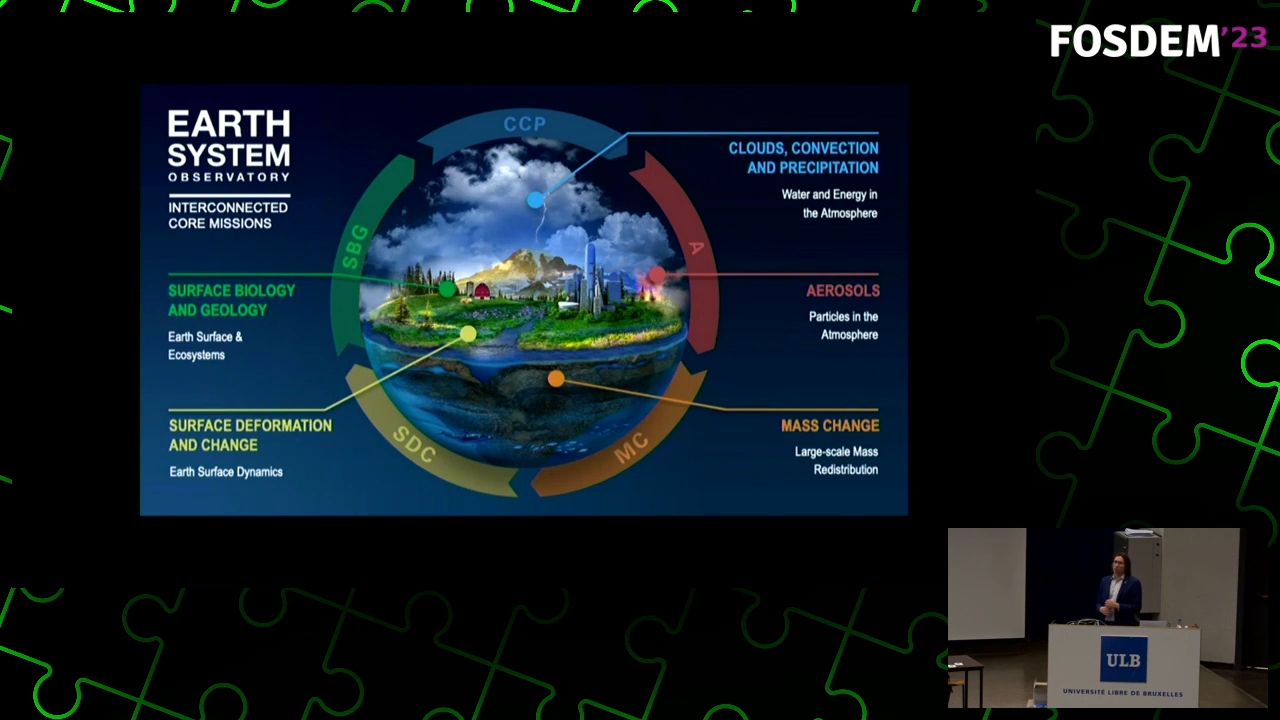 FOSDEM'23
EARTH
SYSTEM
OBSERVATORY
INTERCONNECTED
CORE MISSIONS
CCP
CLOUDS, CONVECTION
AND PRECIPITATION
Water and Energy in
the Atmosphere
SBG
A
SURFACE BIOLOGY
AND GEOLOGY
Earth Surface &
Ecosystems
AEROSOLS
Particles in the
Atmosphere
SURFACE DEFORMATION
AND CHANGE
Earth Surface Dynamics
SDC
MC
MASS CHANGE
Large-scale Mass
Redistribution
ULB
UNIVERSITÉ LIBRE DE BRUXELLES